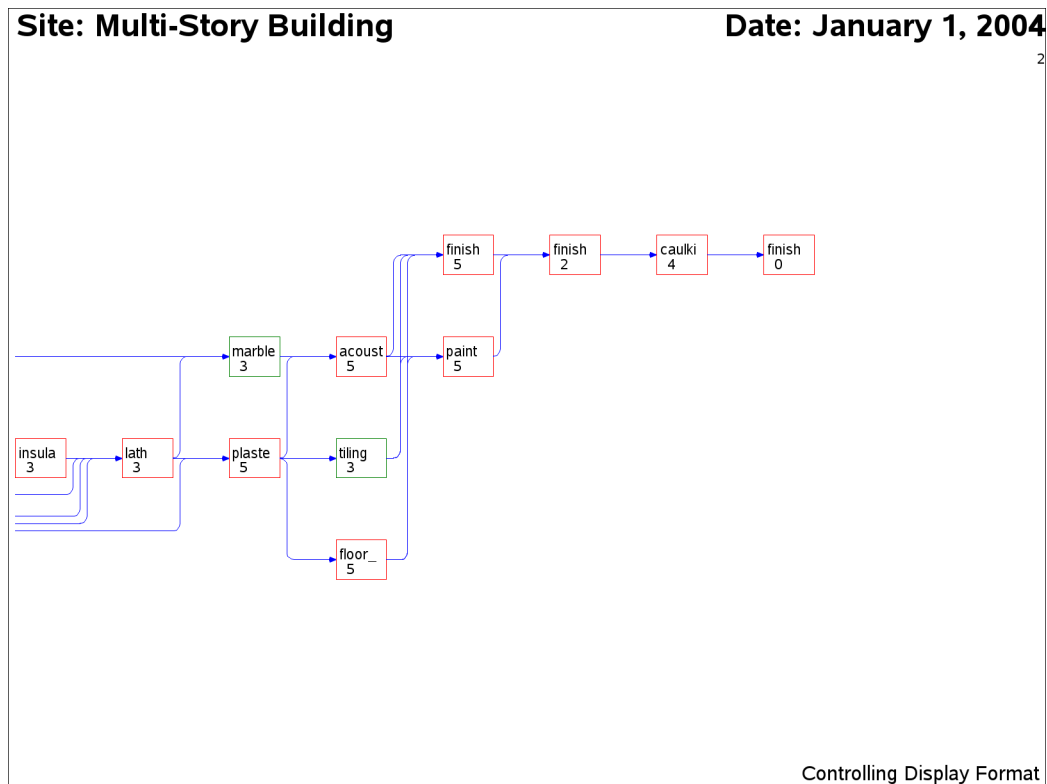 Site: Multi-Story Building
Date: January 1, 2004
2
finish
5
finish
2
caulki
4
finish
0
marble
3
acoust
5
paint
5
insula
3
lath
3
plaste
5
tiling
3
floor_
5
Controlling Display Format